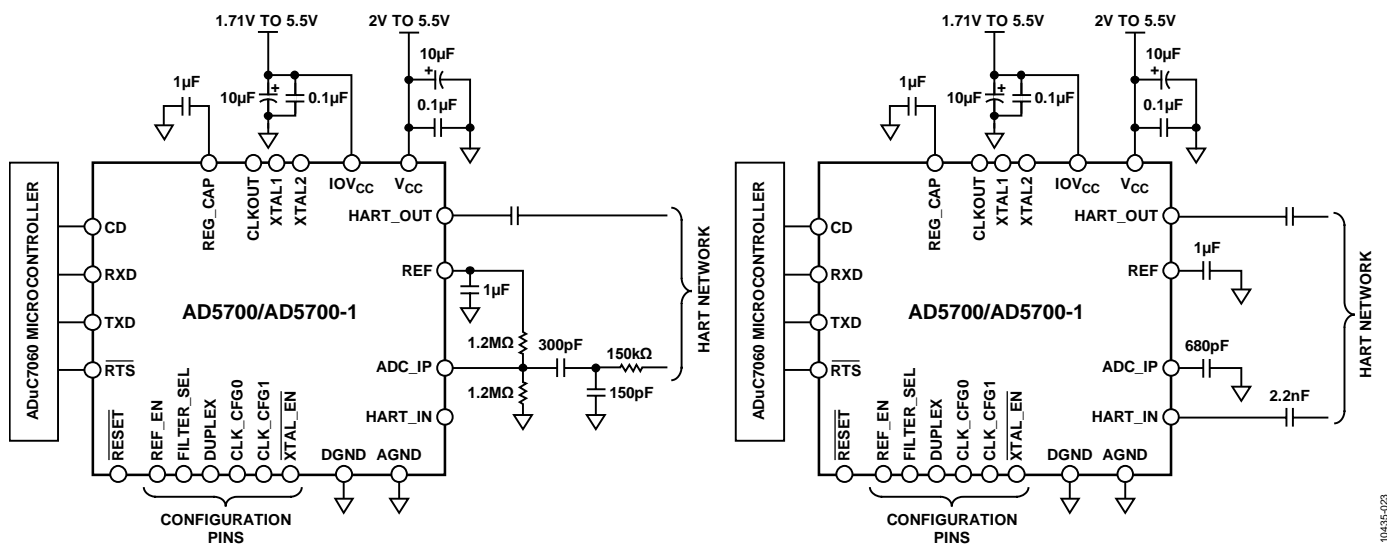 1.71V TO 5.5V
2V TO 5.5V
10µF
+
1µF
10µF
+
0.1µF
0.1µF
ADuC7060 MICROCONTROLLER
REG_CAP
CLKOUT
XTAL1
XTAL2
IOVCC
VCC
CD
RXD
TXD
RTS
HART_OUT
REF
1µF
AD5700/AD5700-1
1.2MΩ
300pF
150kΩ
ADC_IP
1.2MΩ
150pF
HART_IN
HART NETWORK
RESET
REF_EN
FILTER_SEL
DUPLEX
CLK_CFG0
CLK_CFG1
XTAL_EN
DGND
AGND
CONFIGURATION
PINS
1.71V TO 5.5V
2V TO 5.5V
10µF
+
1µF
10µF
+
0.1µF
0.1µF
ADuC7060 MICROCONTROLLER
REG_CAP
CLKOUT
XTAL1
XTAL2
IOVCC
VCC
CD
RXD
TXD
RTS
HART_OUT
REF
1µF
AD5700/AD5700-1
ADC_IP
680pF
HART_IN
2.2nF
HART NETWORK
RESET
REF_EN
FILTER_SEL
DUPLEX
CLK_CFG0
CLK_CFG1
XTAL_EN
DGND
AGND
CONFIGURATION
PINS
10435-023